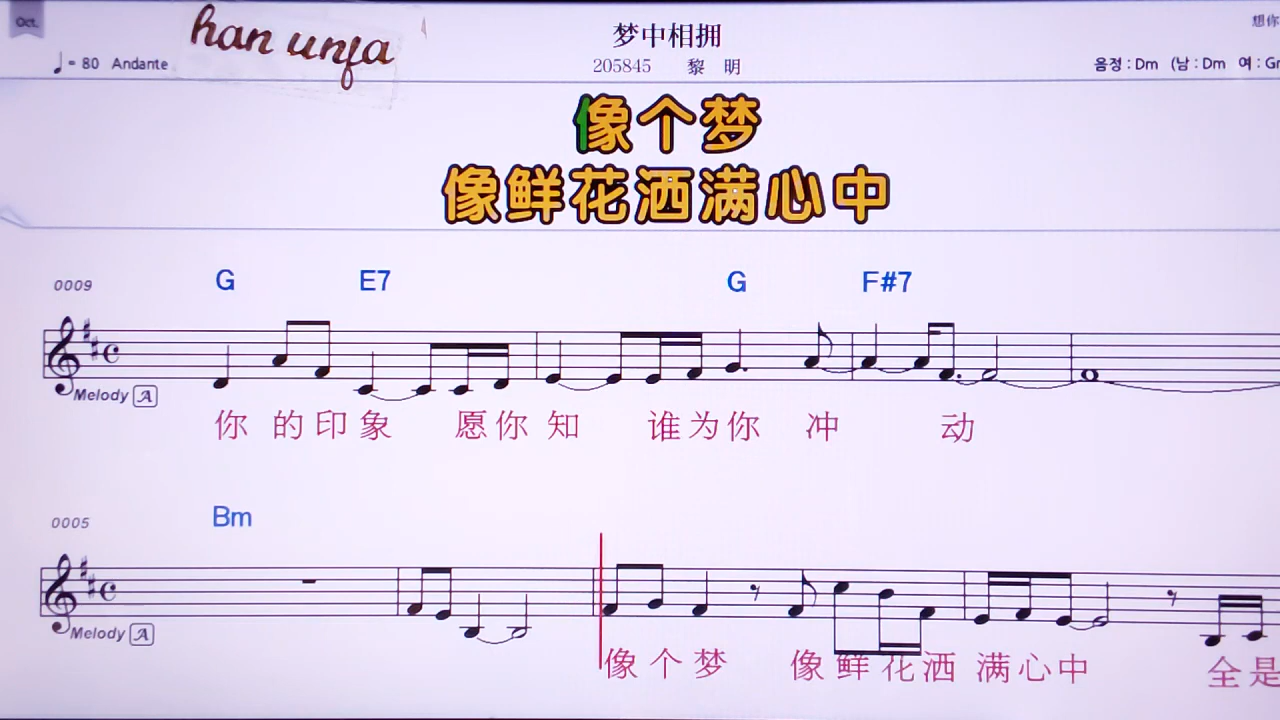 Oct.
han unfa
梦中相拥
想你
♩= 80 Andante
205845 黎 明
음정 : Dm (남 : Dm 여 : G
像个梦
像鲜花洒满心中
G E7 G F#7
0009
Melody A
你 的印象 愿你 知 谁为你 冲 动
Bm
0005
Melody A
像个梦 像鲜花洒 满心中 全是